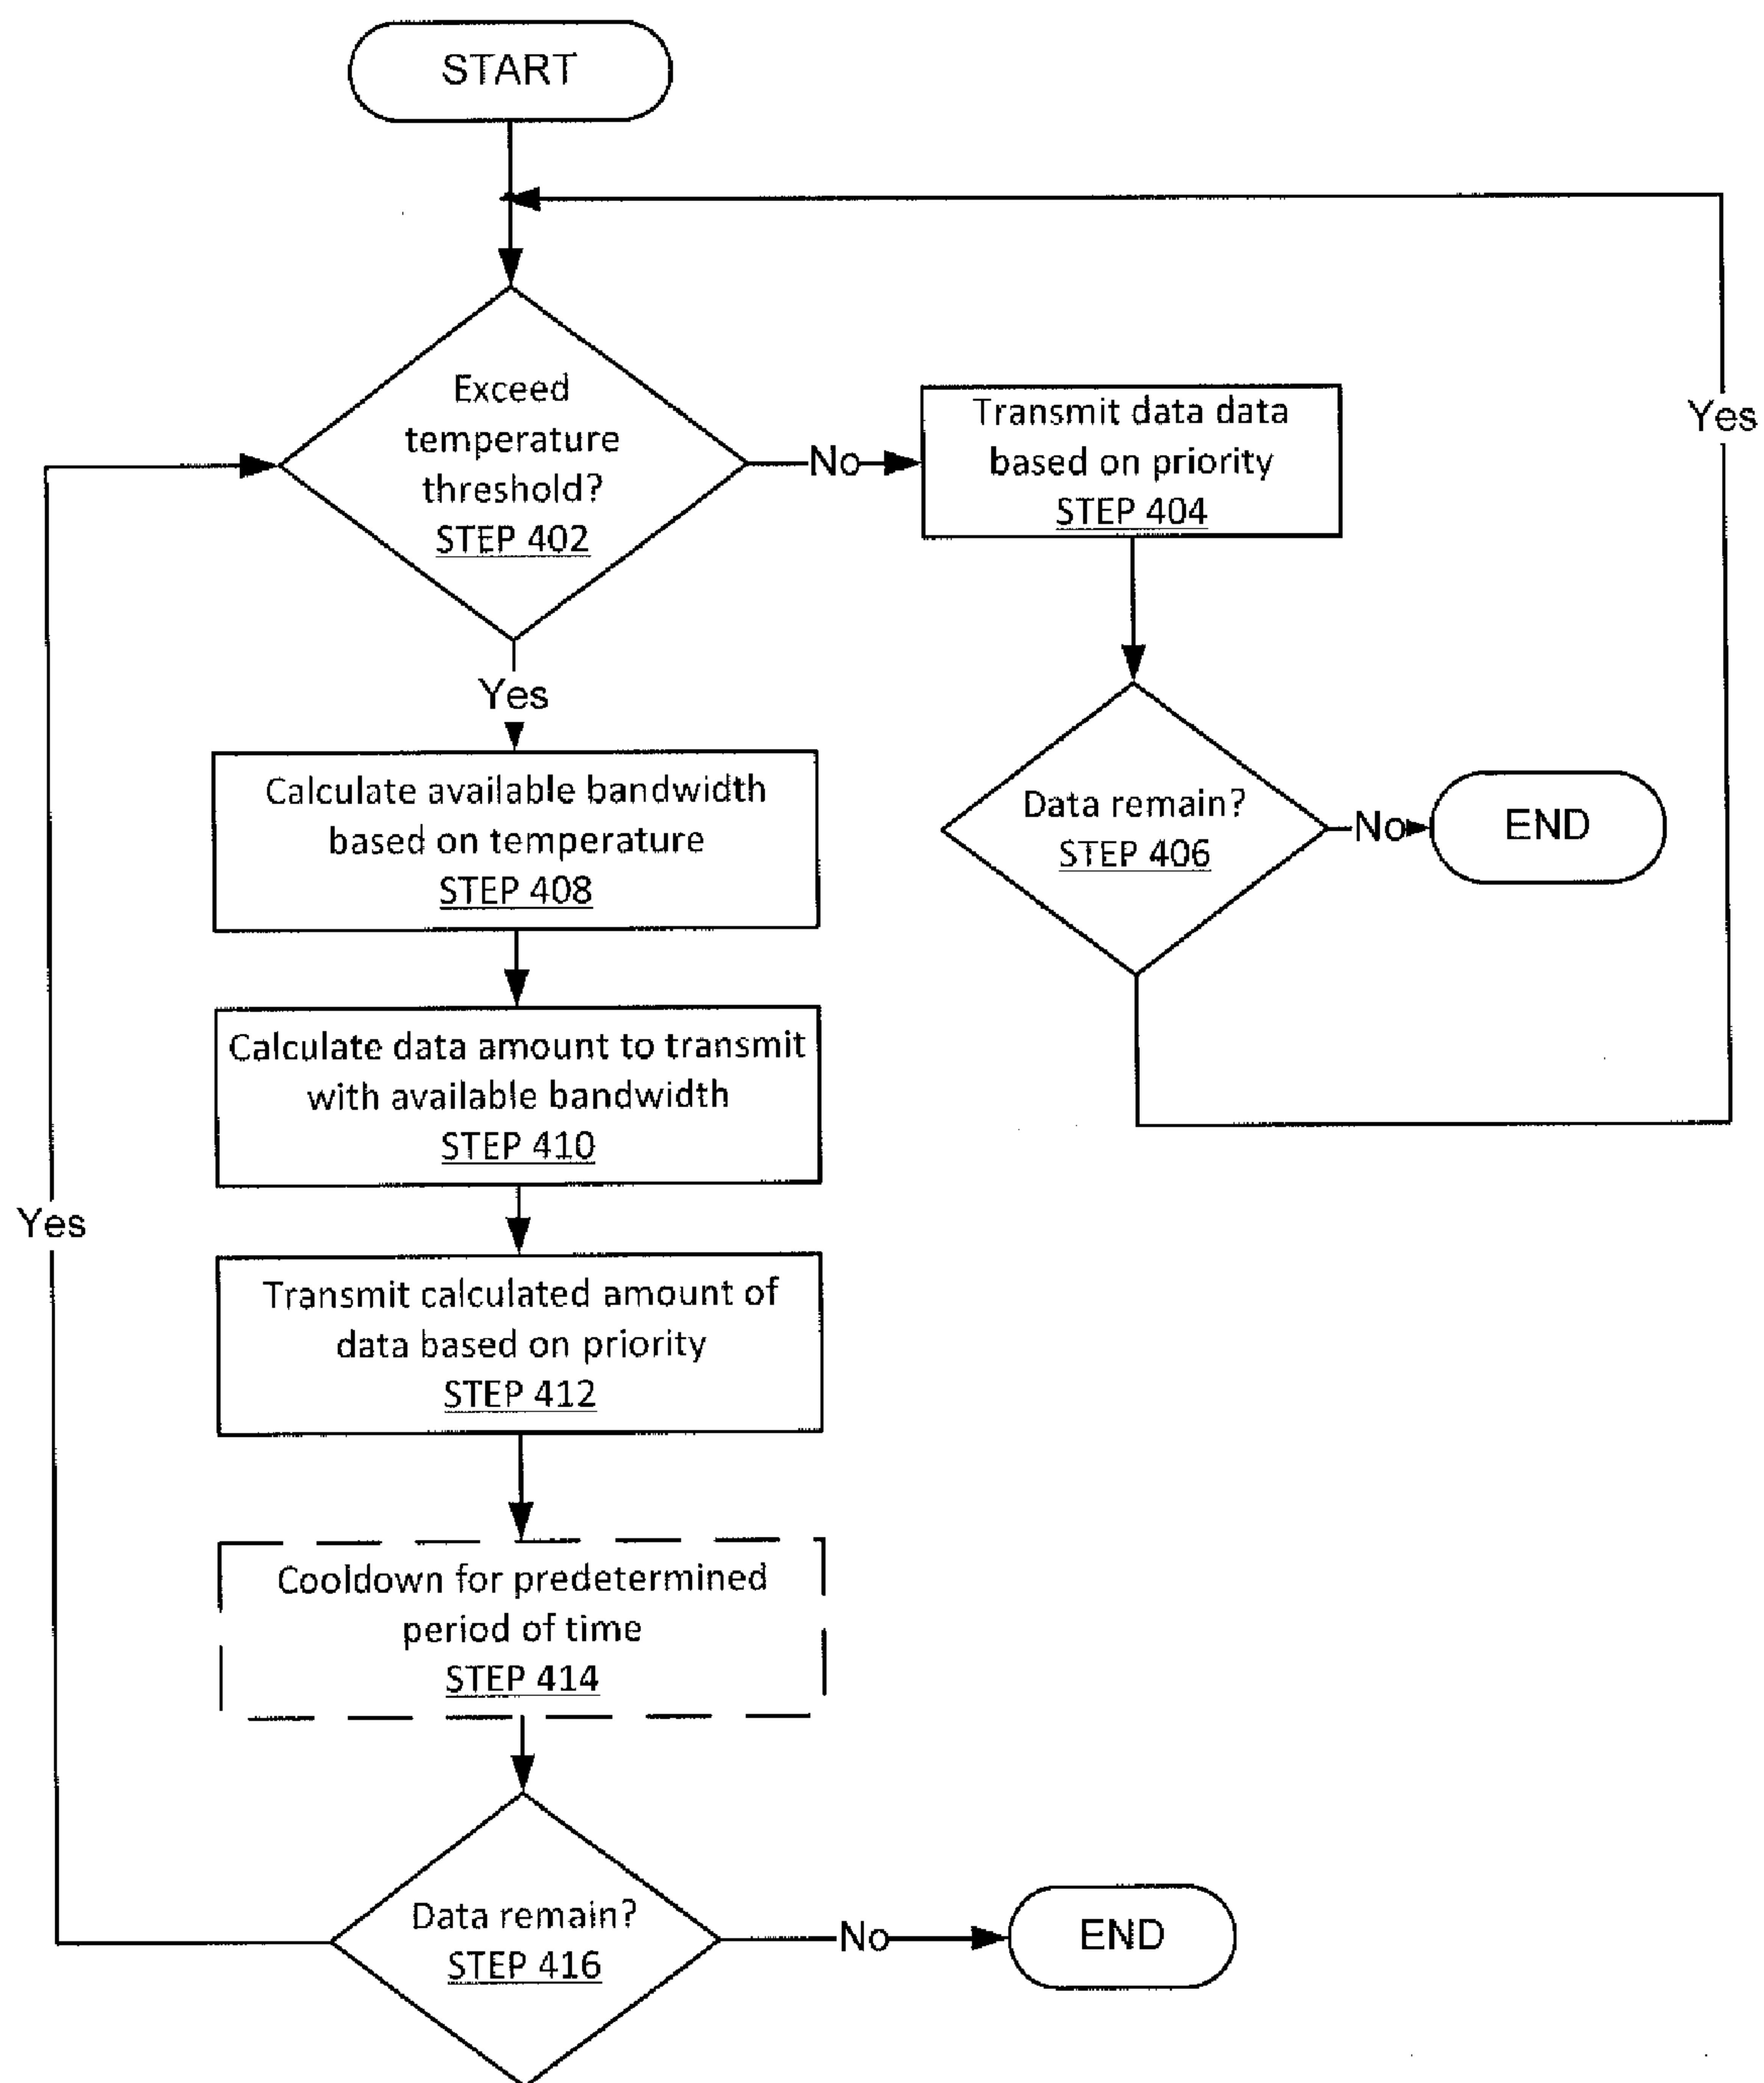 START
Exceed
temperature
threshold?
STEP 402
No
Transmit data data
based on priority
STEP 404
Yes
Yes
Calculate available bandwidth
based on temperature
STEP 408
Data remain?
STEP 406
No
END
Calculate data amount to transmit
with available bandwidth
STEP 410
Yes
Transmit calculated amount of
data based on priority
STEP 412
Cooldown for predetermined
period of time
STEP 414
Data remain?
STEP 416
No
END